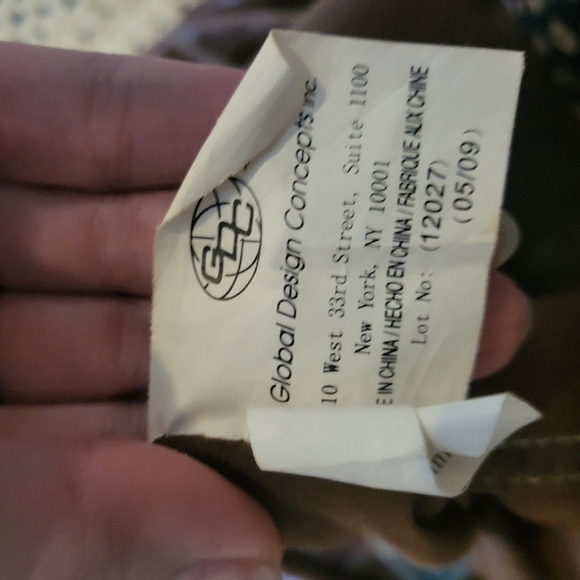 GDC
Global Design Concepts inc.
10 West 33rd Street, Suite 1100
New York, NY 10001
E IN CHINA / HECHO EN CHINA / FABRIQUE AUX CHINE
Lot No: (12027)
(05/09)